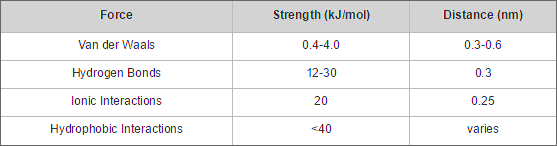 Force Strength (kJ/mol) Distance (nm)
Van der Waals 0.4-4.0 0.3-0.6
Hydrogen Bonds 12-30 0.3
Ionic Interactions 20 0.25
Hydrophobic Interactions <40 varies